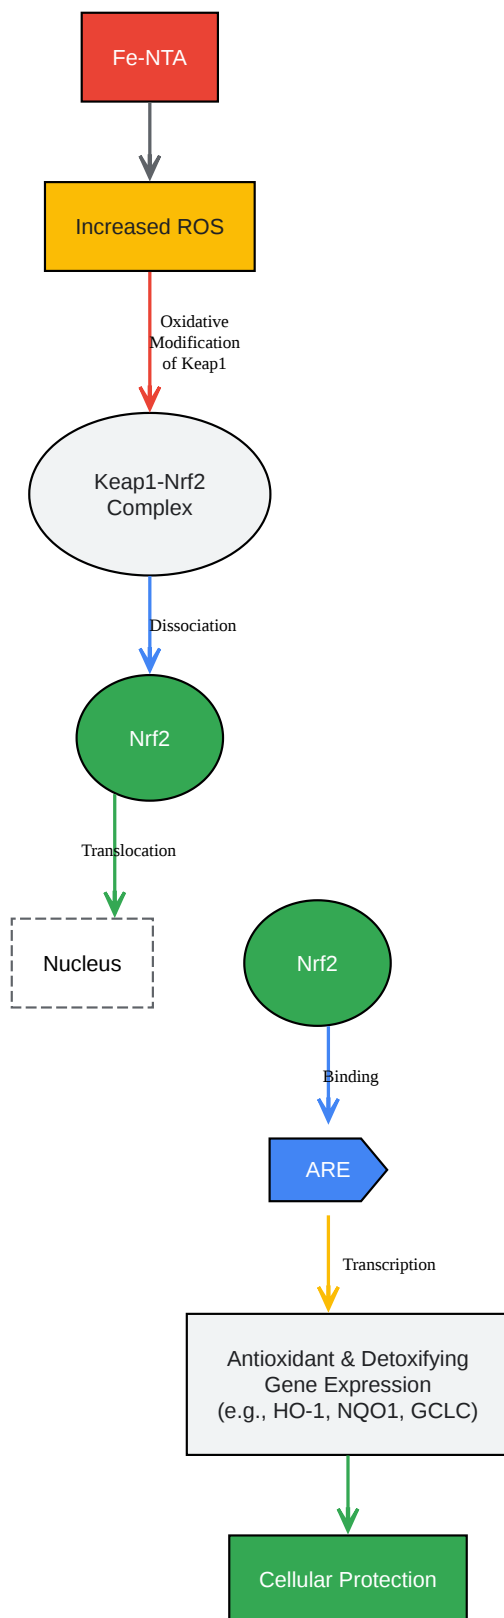 Fe-NTA
Increased ROS
Oxidative
Modification
of Keap1
Keap1-Nrf2
Complex
Dissociation
Nrf2
Translocation
Nucleus
Nrf2
Binding
ARE
Transcription
Antioxidant & Detoxifying
Gene Expression
(e.g., HO-1, NQO1, GCLC)
Cellular Protection